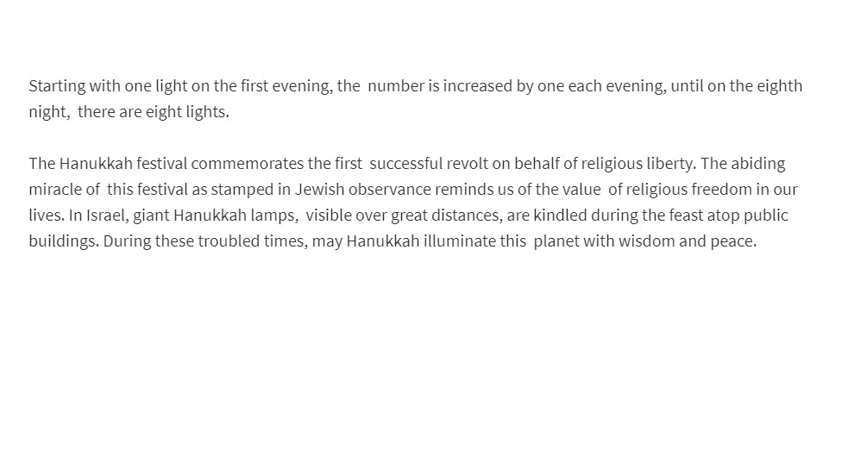 Starting with one light on the first evening, the  number is increased by one each evening, until on the eighth
night,  there are eight lights.
The Hanukkah festival commemorates the first  successful revolt on behalf of religious liberty. The abiding
miracle of  this festival as stamped in Jewish observance reminds us of the value  of religious freedom in our
lives. In Israel, giant Hanukkah lamps,  visible over great distances, are kindled during the feast atop public
buildings. During these troubled times, may Hanukkah illuminate this  planet with wisdom and peace.